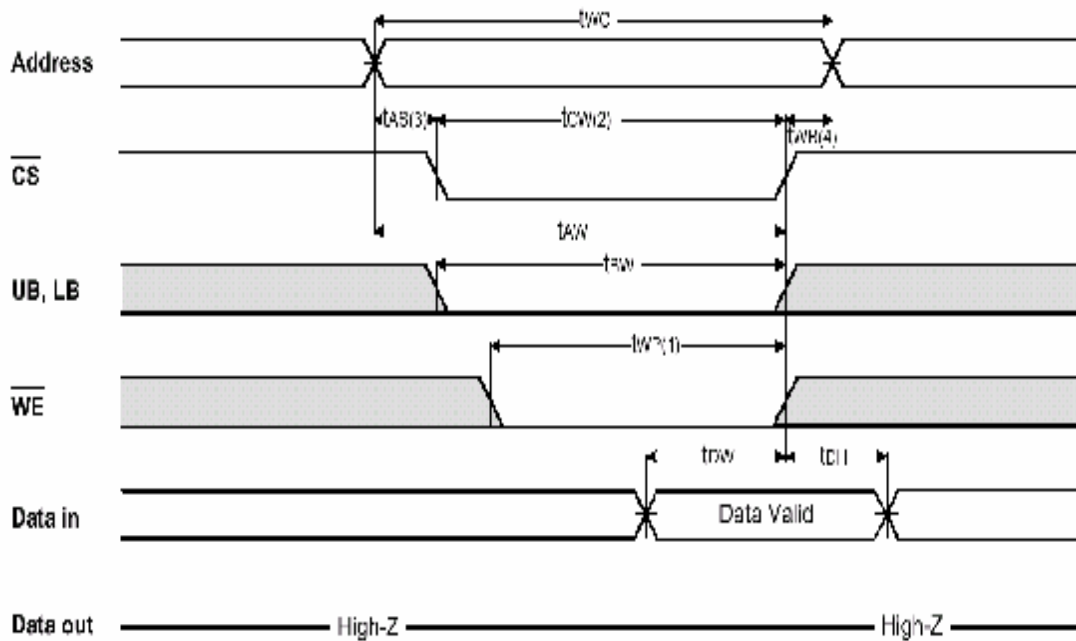 tWC
Address
tAS(3) tCW(2) tWR(4)
CS
tAW
tBW
UB, LB
tWP(1)
WE
tDW tDH
Data in Data Valid
Data out High-Z High-Z